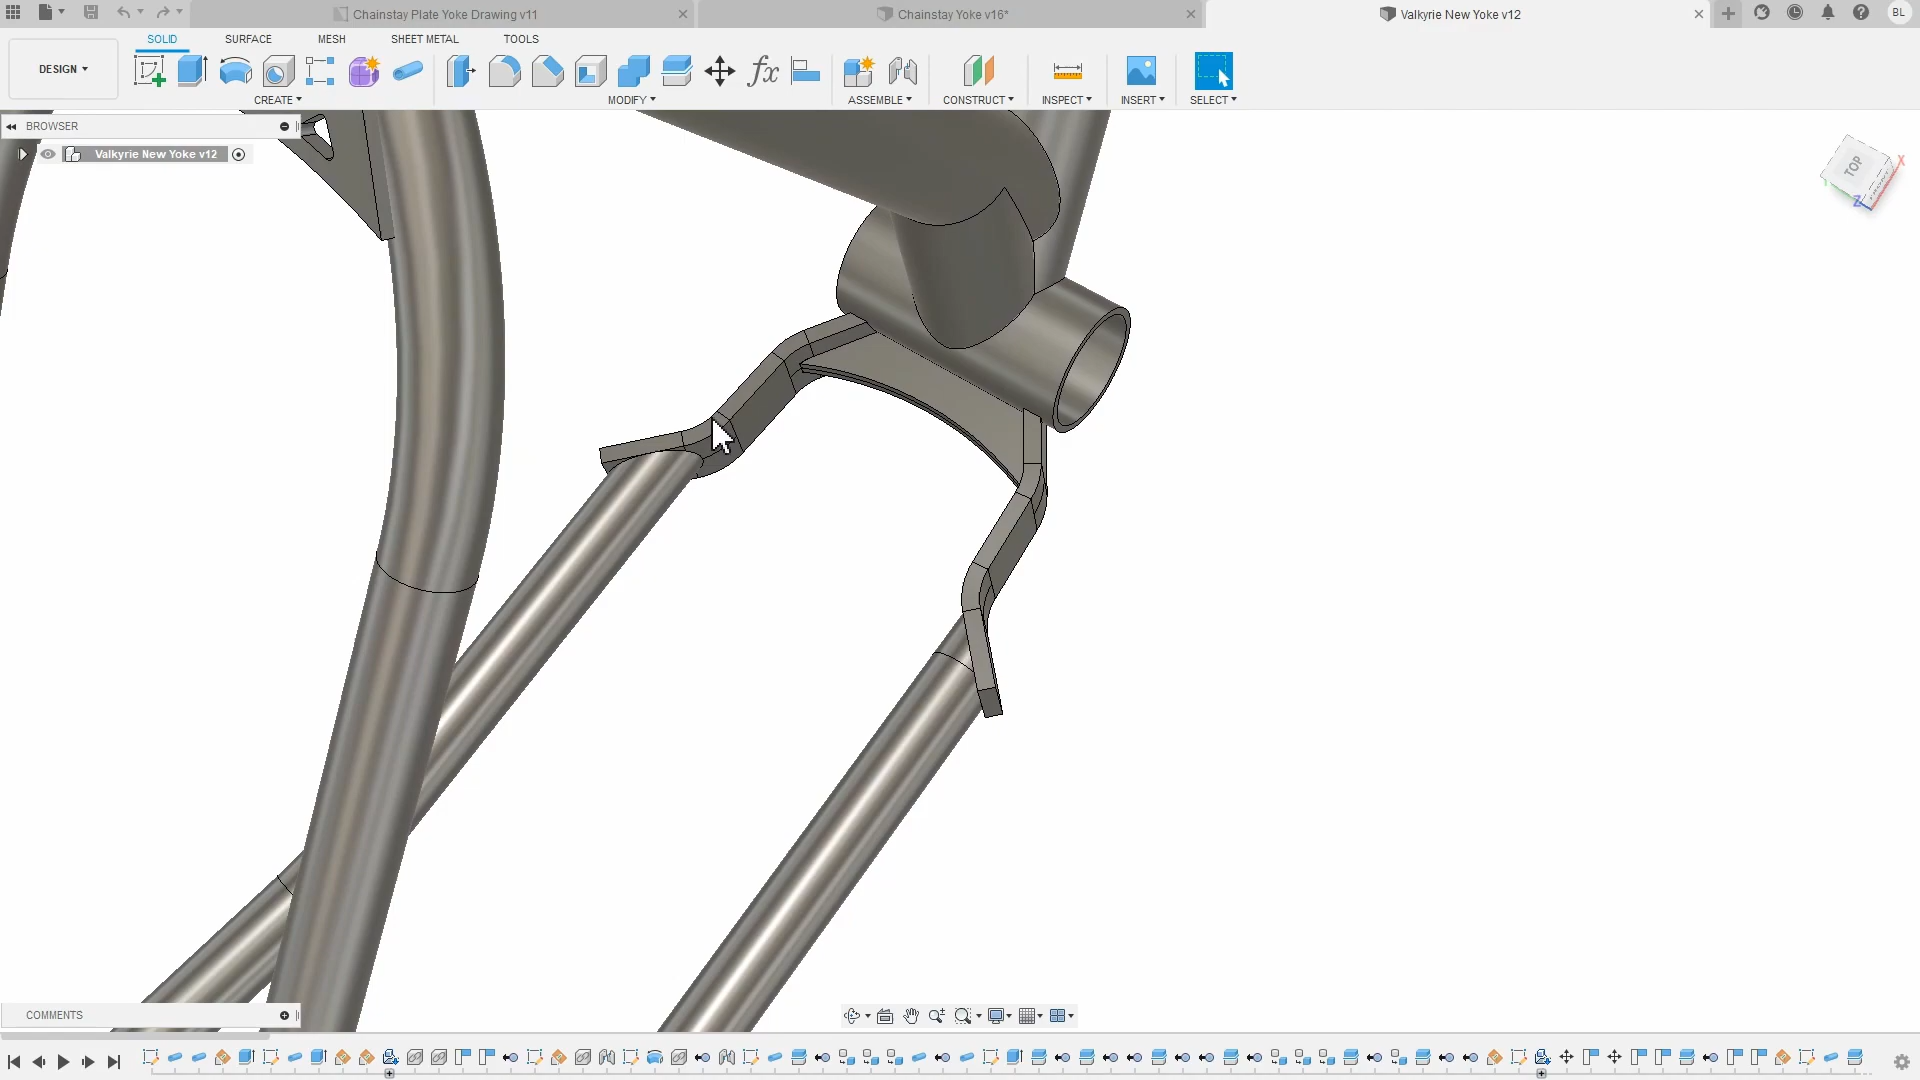 Chainstay Plate Yoke Drawing v11
Chainstay Yoke v16*
Valkyrie New Yoke v12
BL
DESIGN
SOLID
SURFACE
MESH
SHEET METAL
TOOLS
CREATE
MODIFY
fx
ASSEMBLE
CONSTRUCT
INSPECT
INSERT
SELECT
BROWSER
Valkyrie New Yoke v12
TOP
X
Z
COMMENTS